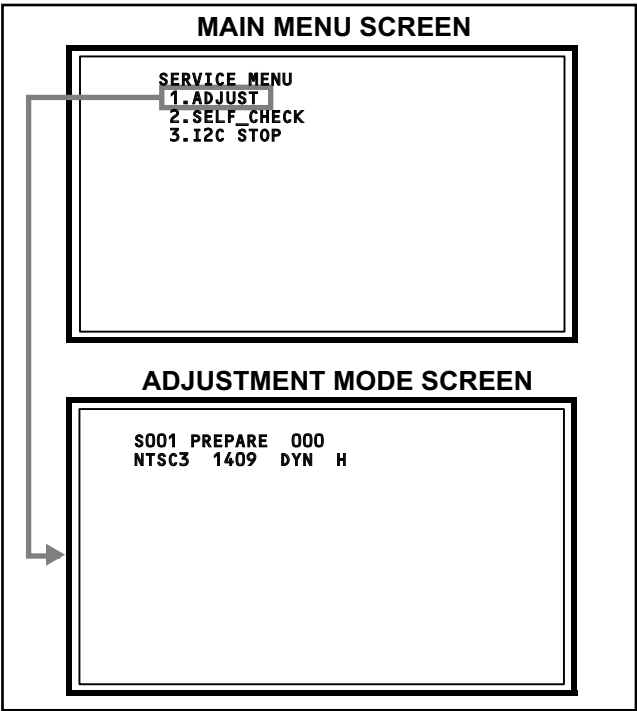 MAIN MENU SCREEN
SERVICE MENU
1.ADJUST
2.SELF_CHECK
3.I2C STOP
ADJUSTMENT MODE SCREEN
S001 PREPARE 000
NTSC3 1409 DYN H